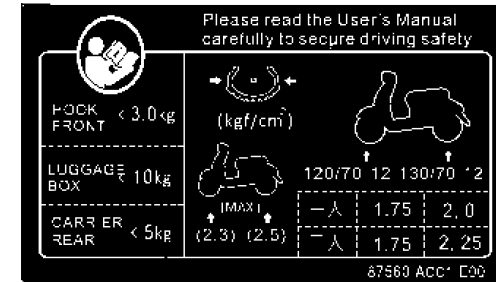 Please read the User's Manual
carefully to secure driving safety
HOOK FRONT < 3.0kg
LUGGAGE BOX < 10kg
CARRIER REAR < 5kg
(kgf/cm²)
(MAX)
(2.3) (2.5)
120/70 12 130/70 12
一人 1.75 2.0
二人 1.75 2.25
87560 ACC1 E00